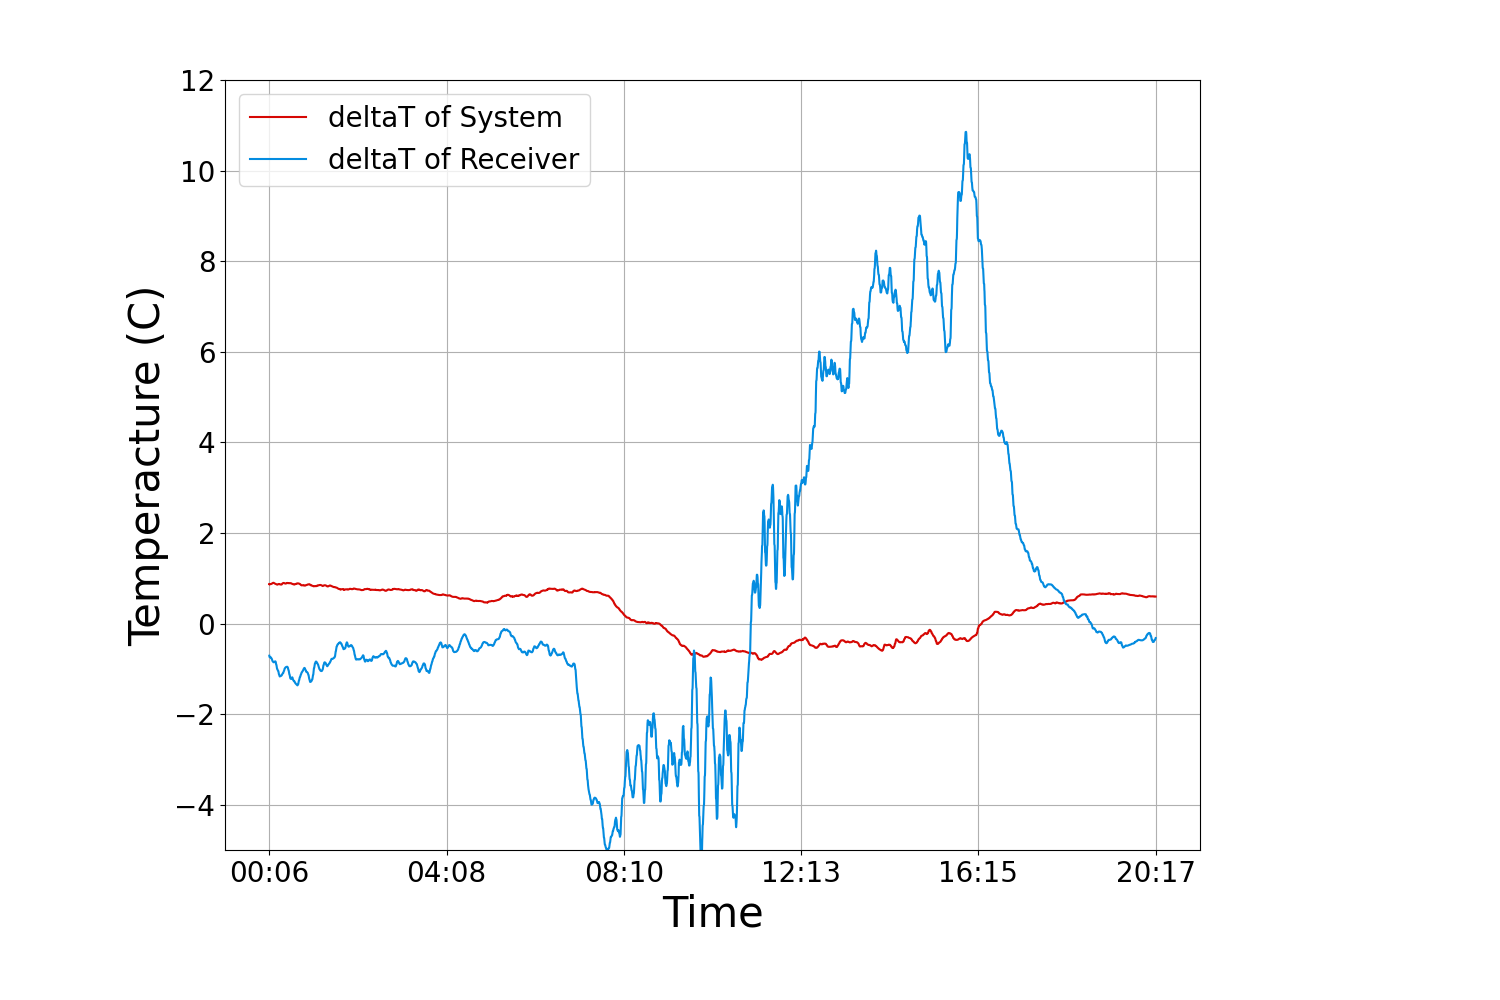 12
10
8
6
4
2
0
−2
−4
Temperacture (C)
deltaT of System
deltaT of Receiver
00:06 04:08 08:10 12:13 16:15 20:17
Time